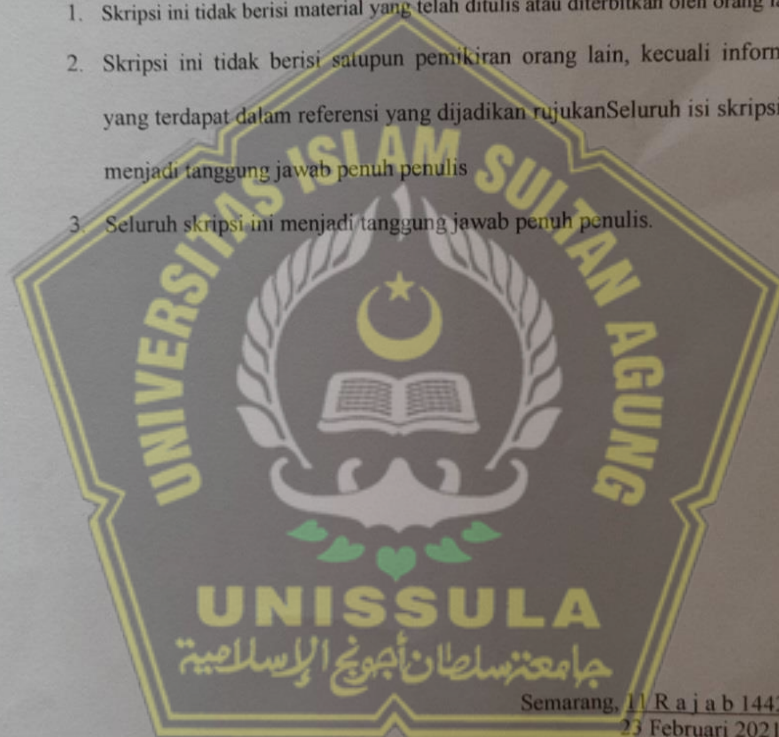 1. Skripsi ini tidak berisi material yang telah ditulis atau diterbitkan oleh orang
2. Skripsi ini tidak berisi satupun pemikiran orang lain, kecuali inform
yang terdapat dalam referensi yang dijadikan rujukanSeluruh isi skripsi
menjadi tanggung jawab penuh penulis
3. Seluruh skripsi ini menjadi tanggung jawab penuh penulis.
UNIVERSITAS ISLAM SULTAN AGUNG
UNISSULA
جامعة سلطان أجونج الإسلامية
Semarang, 11 R a j a b 144
23 Februari 2021